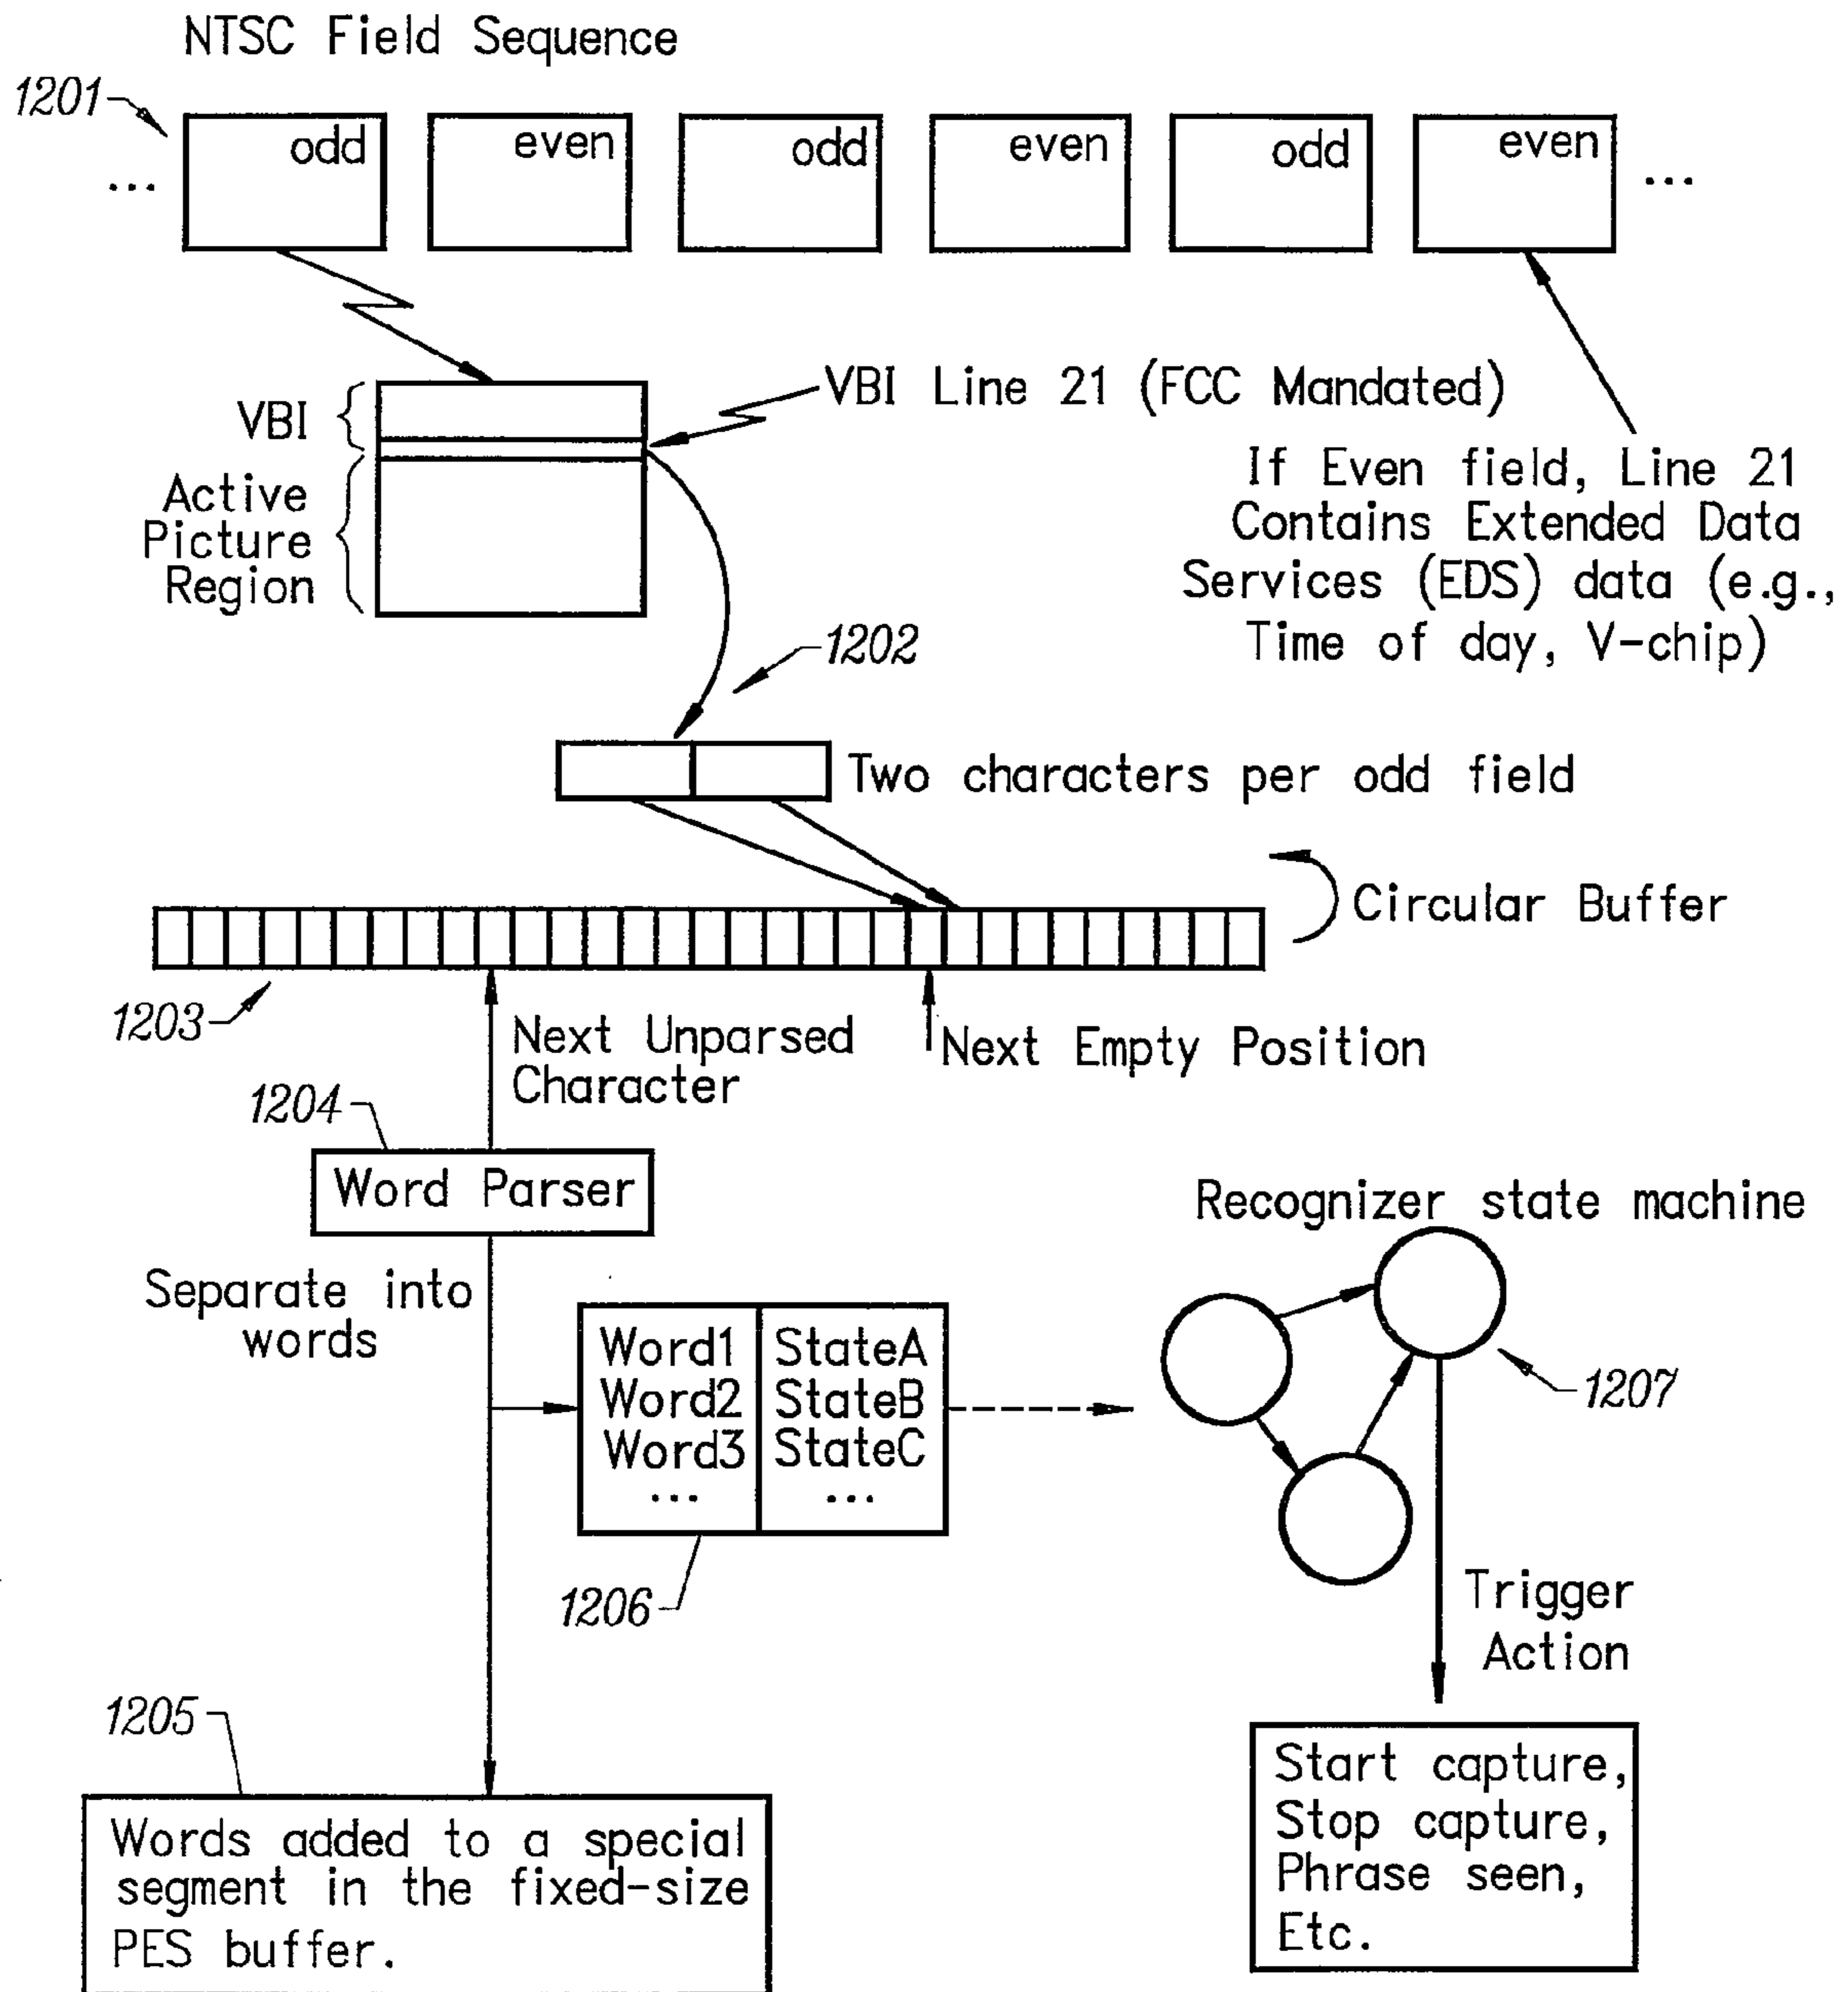 NTSC Field Sequence
1201
odd
even
odd
even
odd
even
...
...
VBI
VBI Line 21 (FCC Mandated)
Active
Picture
Region
If Even field, Line 21
Contains Extended Data
Services (EDS) data (e.g.,
Time of day, V-chip)
1202
Two characters per odd field
Circular Buffer
1203
Next Unparsed
Character
Next Empty Position
1204
Word Parser
Recognizer state machine
Separate into
words
Word1 StateA
Word2 StateB
Word3 StateC
... ...
1207
1206
Trigger
Action
1205
Words added to a special
segment in the fixed-size
PES buffer.
Start capture,
Stop capture,
Phrase seen,
Etc.